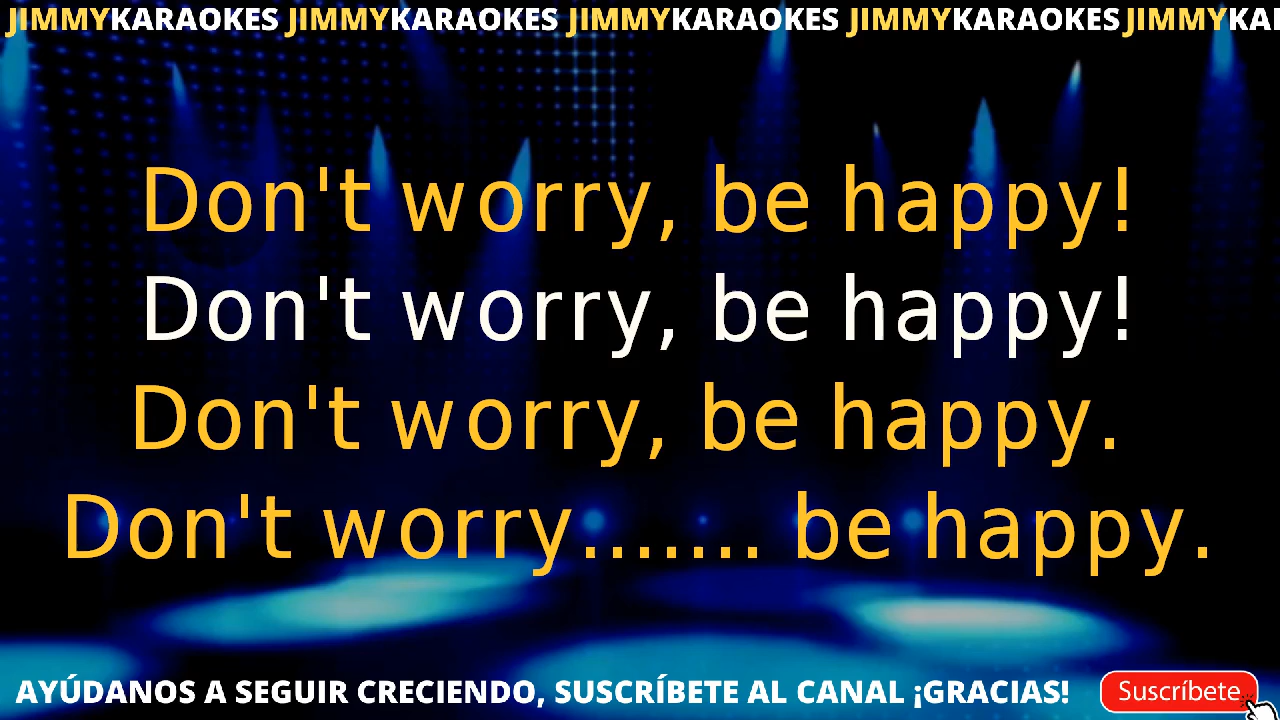 JIMMYKARAOKES JIMMYKARAOKES JIMMYKARAOKES JIMMYKARAOKES JIMMYKA
Don't worry, be happy!
Don't worry, be happy!
Don't worry, be happy.
Don't worry....... be happy.
AYÚDANOS A SEGUIR CRECIENDO, SUSCRÍBETE AL CANAL ¡GRACIAS! Suscríbete